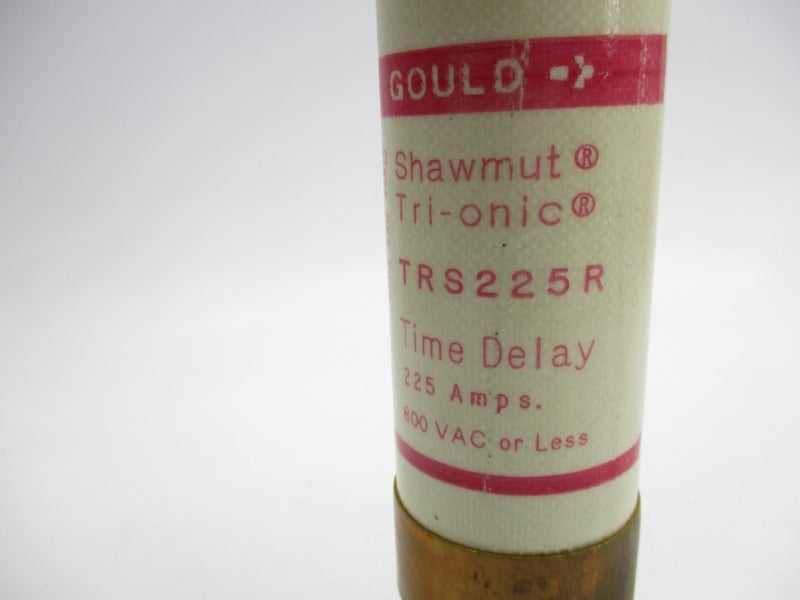 GOULD
Shawmut®
Tri-onic®
TRS225R
Time Delay
225 Amps.
600 VAC or Less